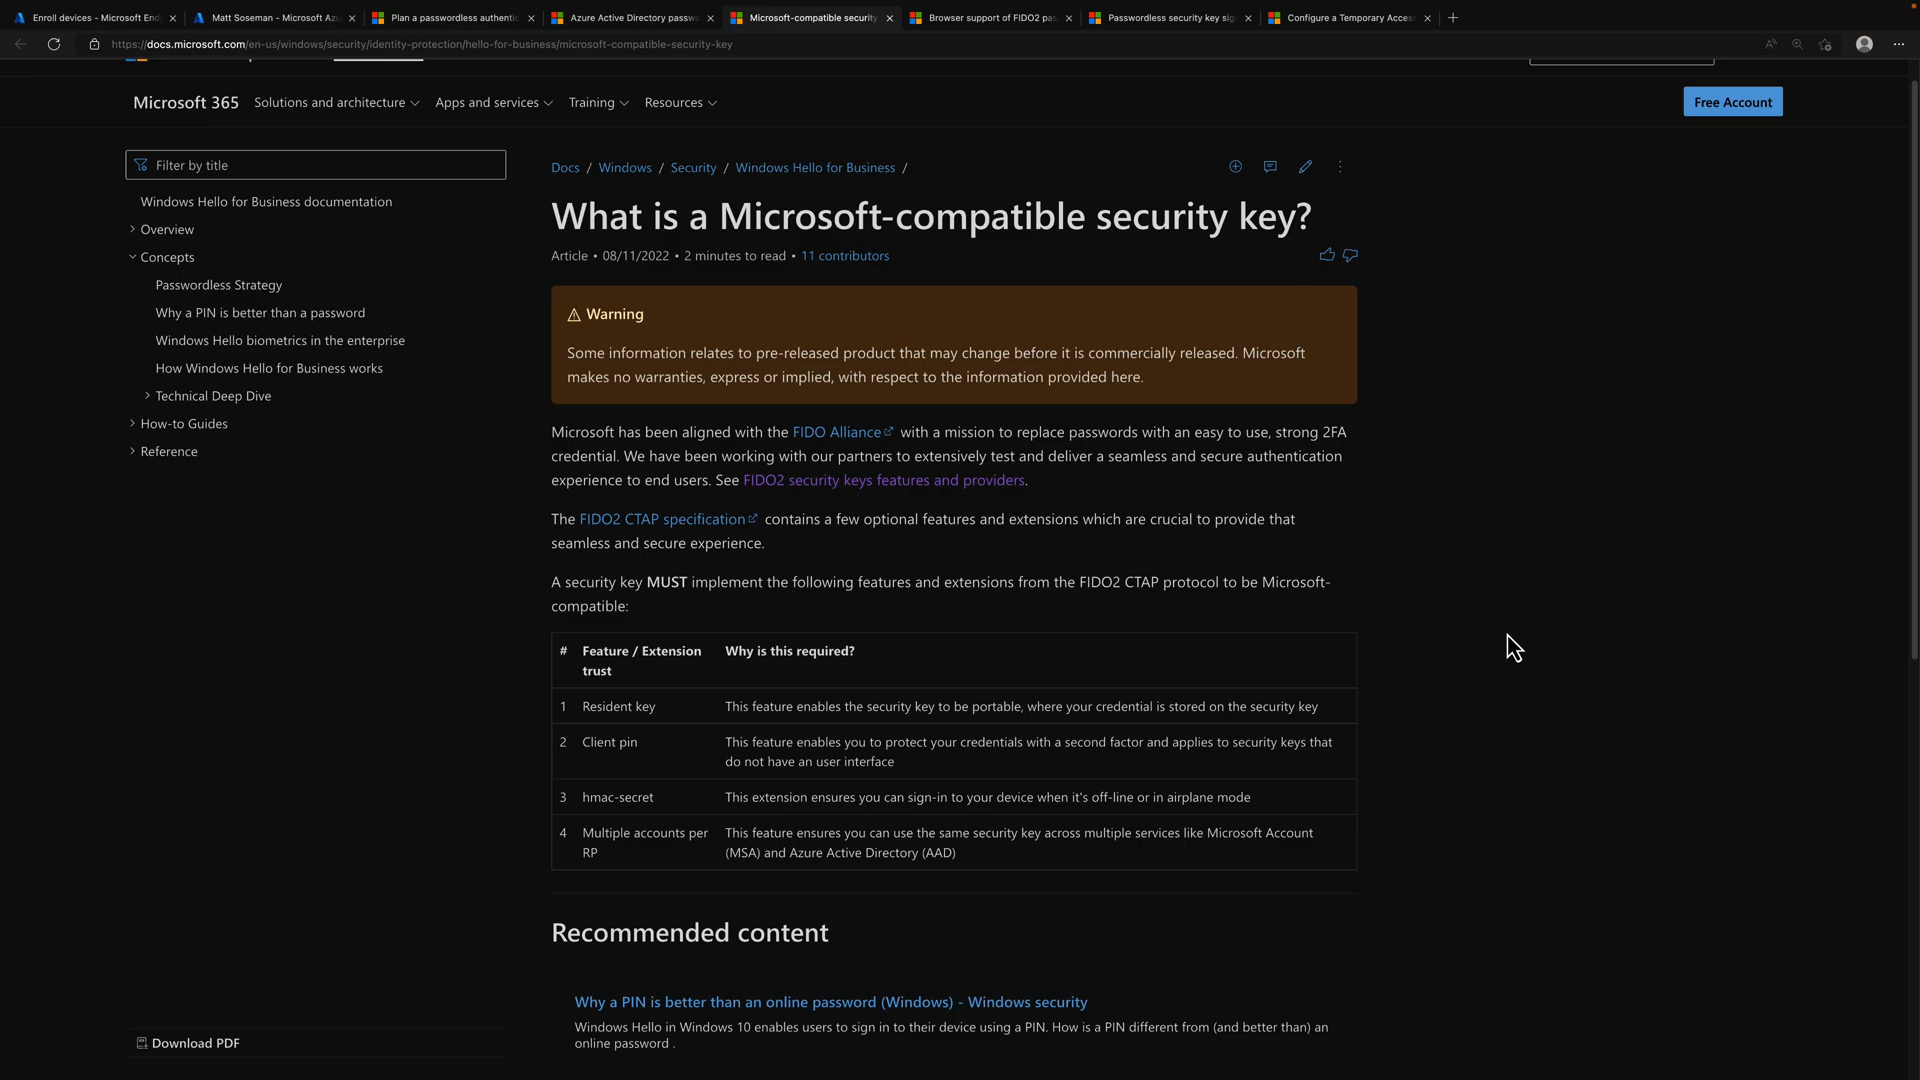 Enroll devices - Microsoft End
Matt Soseman - Microsoft Azu
Plan a passwordless authentic
Azure Active Directory passw
Microsoft-compatible security
Browser support of FIDO2 pas
Passwordless security key sig
Configure a Temporary Acces
https://docs.microsoft.com/en-us/windows/security/identity-protection/hello-for-business/microsoft-compatible-security-key
Microsoft 365
Solutions and architecture
Apps and services
Training
Resources
Free Account
Filter by title
Windows Hello for Business documentation
Overview
Concepts
Passwordless Strategy
Why a PIN is better than a password
Windows Hello biometrics in the enterprise
How Windows Hello for Business works
Technical Deep Dive
How-to Guides
Reference
Download PDF
Docs / Windows / Security / Windows Hello for Business /
What is a Microsoft-compatible security key?
Article • 08/11/2022 • 2 minutes to read • 11 contributors
Warning
Some information relates to pre-released product that may change before it is commercially released. Microsoft
makes no warranties, express or implied, with respect to the information provided here.
Microsoft has been aligned with the FIDO Alliance with a mission to replace passwords with an easy to use, strong 2FA
credential. We have been working with our partners to extensively test and deliver a seamless and secure authentication
experience to end users. See FIDO2 security keys features and providers.
The FIDO2 CTAP specification contains a few optional features and extensions which are crucial to provide that
seamless and secure experience.
A security key MUST implement the following features and extensions from the FIDO2 CTAP protocol to be Microsoft-
compatible:
# Feature / Extension Why is this required?
trust
1 Resident key This feature enables the security key to be portable, where your credential is stored on the security key
2 Client pin This feature enables you to protect your credentials with a second factor and applies to security keys that
do not have an user interface
3 hmac-secret This extension ensures you can sign-in to your device when it's off-line or in airplane mode
4 Multiple accounts per This feature ensures you can use the same security key across multiple services like Microsoft Account
RP (MSA) and Azure Active Directory (AAD)
Recommended content
Why a PIN is better than an online password (Windows) - Windows security
Windows Hello in Windows 10 enables users to sign in to their device using a PIN. How is a PIN different from (and better than) an
online password .